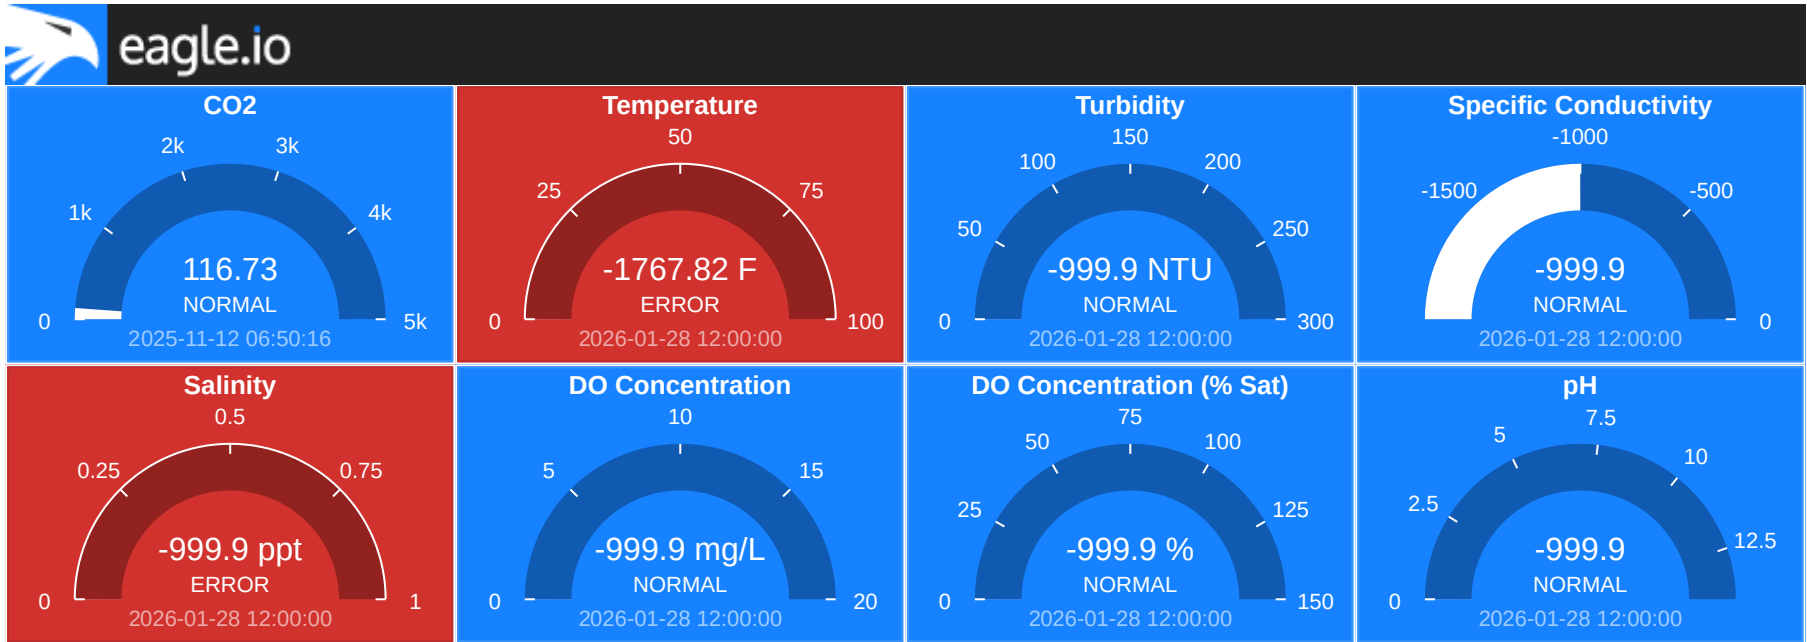 eagle.io
CO2
2k
3k
1k
4k
116.73
NORMAL
0
5k
2025-11-12 06:50:16
Temperature
50
25
75
-1767.82 F
ERROR
0
100
2026-01-28 12:00:00
Turbidity
150
100
200
50
250
-999.9 NTU
NORMAL
0
300
2026-01-28 12:00:00
Specific Conductivity
-1000
-1500
-500
-999.9
NORMAL
0
2026-01-28 12:00:00
Salinity
0.5
0.25
0.75
-999.9 ppt
ERROR
0
1
2026-01-28 12:00:00
DO Concentration
10
5
15
-999.9 mg/L
NORMAL
0
20
2026-01-28 12:00:00
DO Concentration (% Sat)
75
50
100
25
125
-999.9 %
NORMAL
0
150
2026-01-28 12:00:00
pH
7.5
5
10
2.5
12.5
-999.9
NORMAL
0
2026-01-28 12:00:00